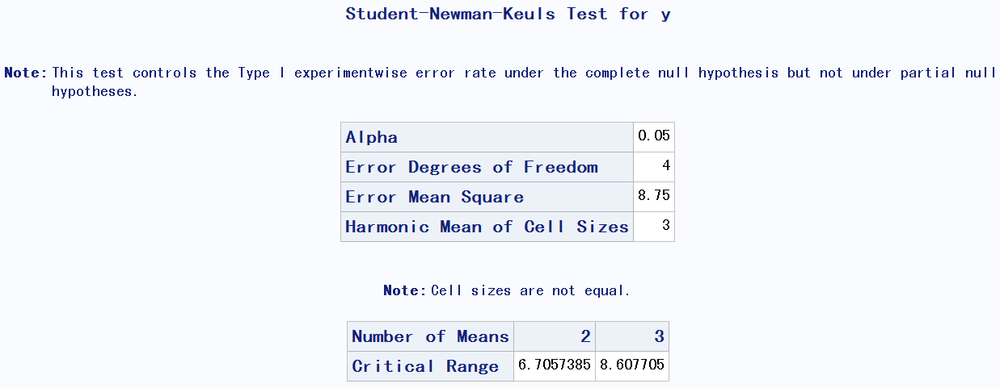 Student-Newman-Keuls Test for y
Note: This test controls the Type I experimentwise error rate under the complete null hypothesis but not under partial null
hypotheses.
Alpha 0.05
Error Degrees of Freedom 4
Error Mean Square 8.75
Harmonic Mean of Cell Sizes 3
Note: Cell sizes are not equal.
Number of Means 2 3
Critical Range 6.7057385 8.607705